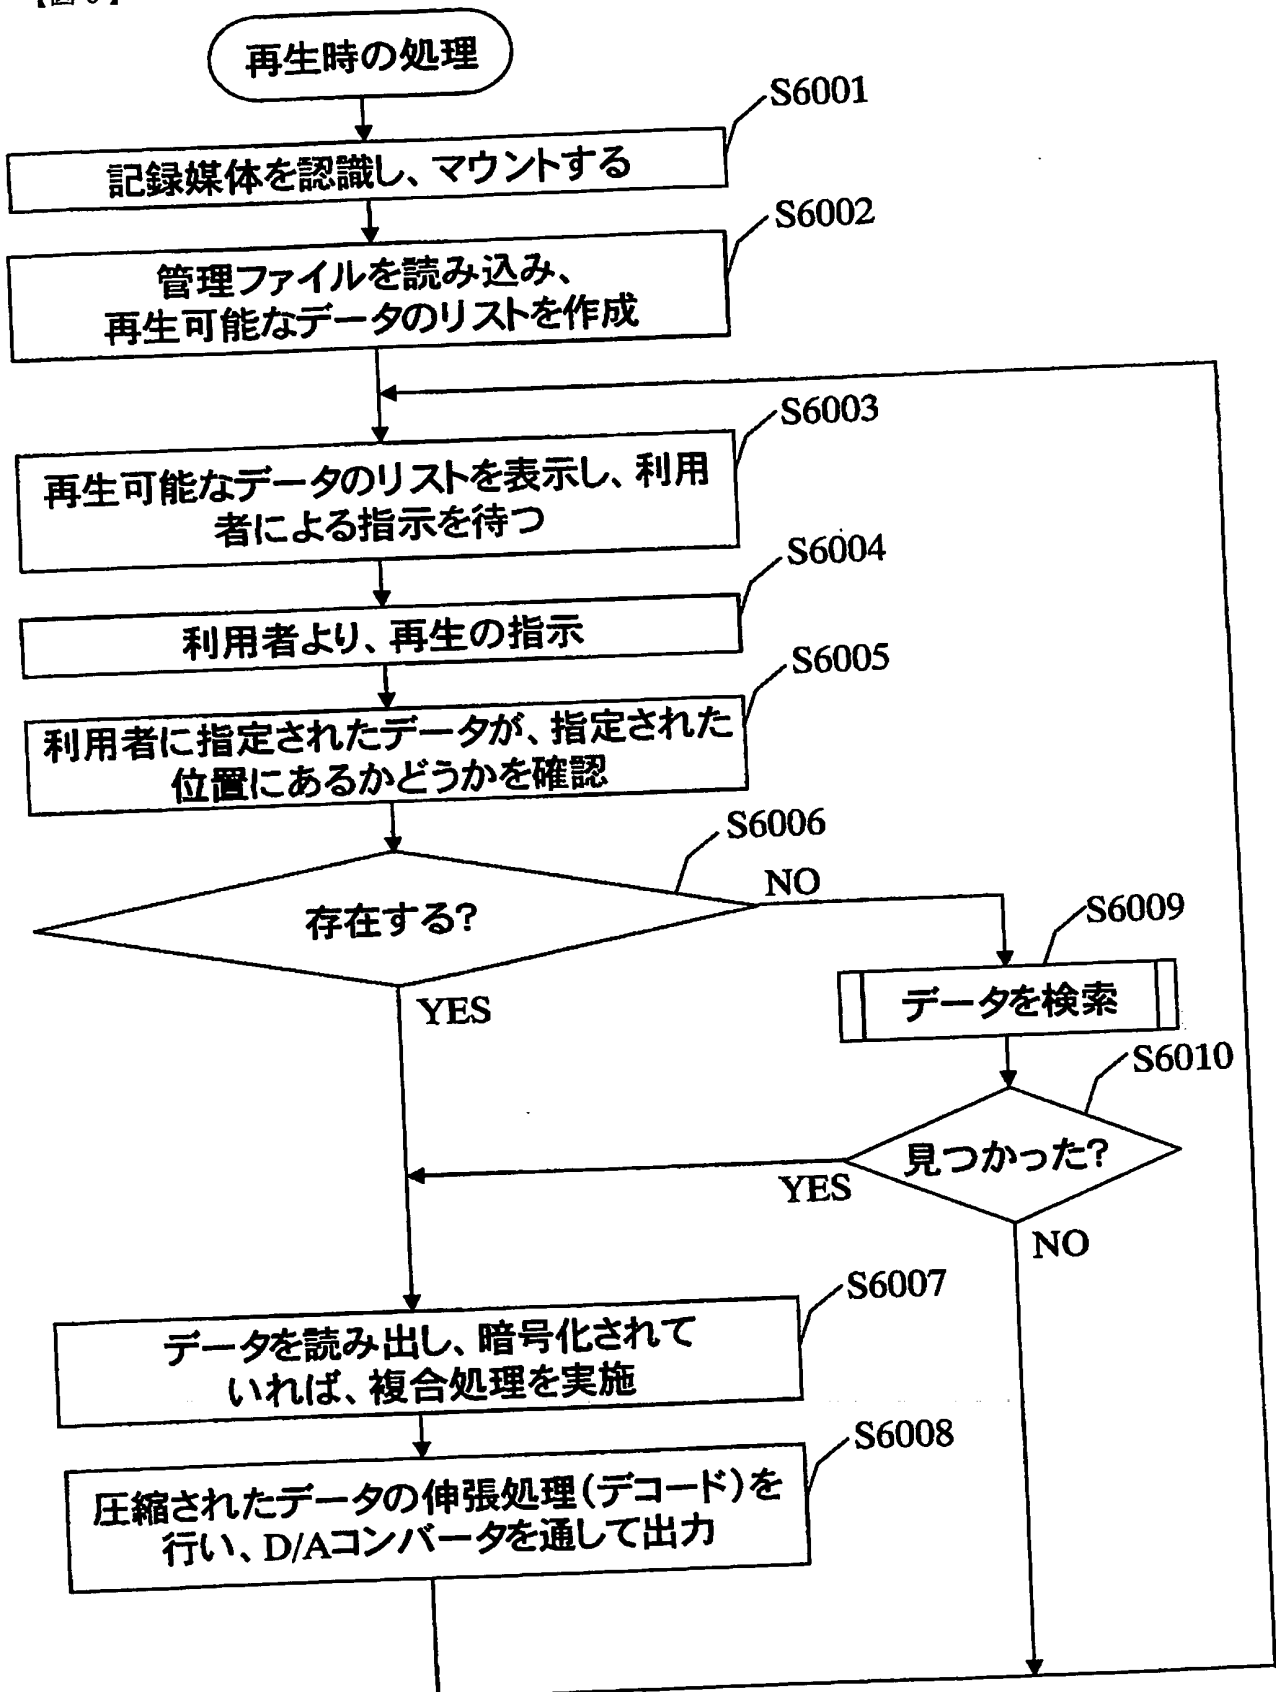 再生時の処理
S6001
記録媒体を認識し、マウントする
S6002
管理ファイルを読み込み、
再生可能なデータのリストを作成
S6003
再生可能なデータのリストを表示し、利用
者による指示を待つ
S6004
利用者より、再生の指示
S6005
利用者に指定されたデータが、指定された
位置にあるかどうかを確認
S6006
存在する?
NO
YES
S6009
データを検索
S6010
見つかった?
YES
NO
S6007
データを読み出し、暗号化されて
いれば、複合処理を実施
S6008
圧縮されたデータの伸張処理(デコード)を
行い、D/Aコンバータを通して出力